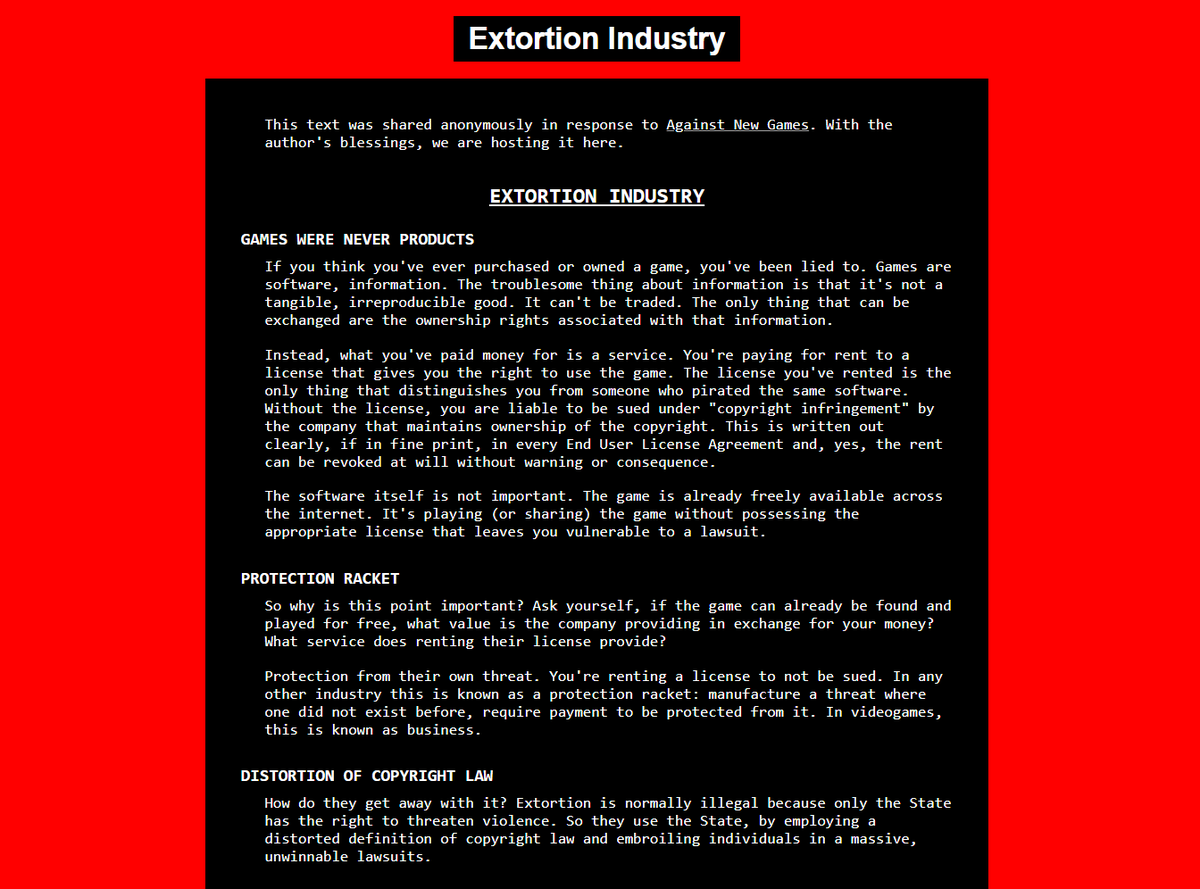 Extortion Industry
This text was shared anonymously in response to Against New Games. With the
author's blessings, we are hosting it here.
EXTORTION INDUSTRY
GAMES WERE NEVER PRODUCTS
If you think you've ever purchased or owned a game, you've been lied to. Games are
software, information. The troublesome thing about information is that it's not a
tangible, irreproducible good. It can't be traded. The only thing that can be
exchanged are the ownership rights associated with that information.
Instead, what you've paid money for is a service. You're paying for rent to a
license that gives you the right to use the game. The license you've rented is the
only thing that distinguishes you from someone who pirated the same software.
Without the license, you are liable to be sued under "copyright infringement" by
the company that maintains ownership of the copyright. This is written out
clearly, if in fine print, in every End User License Agreement and, yes, the rent
can be revoked at will without warning or consequence.
The software itself is not important. The game is already freely available across
the internet. It's playing (or sharing) the game without possessing the
appropriate license that leaves you vulnerable to a lawsuit.
PROTECTION RACKET
So why is this point important? Ask yourself, if the game can already be found and
played for free, what value is the company providing in exchange for your money?
What service does renting their license provide?
Protection from their own threat. You're renting a license to not be sued. In any
other industry this is known as a protection racket: manufacture a threat where
one did not exist before, require payment to be protected from it. In videogames,
this is known as business.
DISTORTION OF COPYRIGHT LAW
How do they get away with it? Extortion is normally illegal because only the State
has the right to threaten violence. So they use the State, by employing a
distorted definition of copyright law and embroiling individuals in a massive,
unwinnable lawsuits.